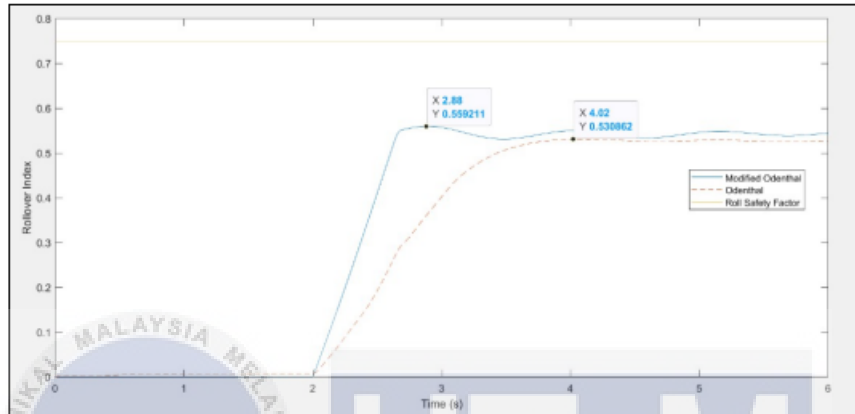 0.8
0.7
0.6
0.5
0.4
0.3
0.2
0.1
0
Rollover Index
X 2.88
Y 0.559211
X 4.02
Y 0.530862
Modified Odenthal
Odenthal
Roll Safety Factor
0 1 2 3 4 5 6
Time (s)
MALAYSIA